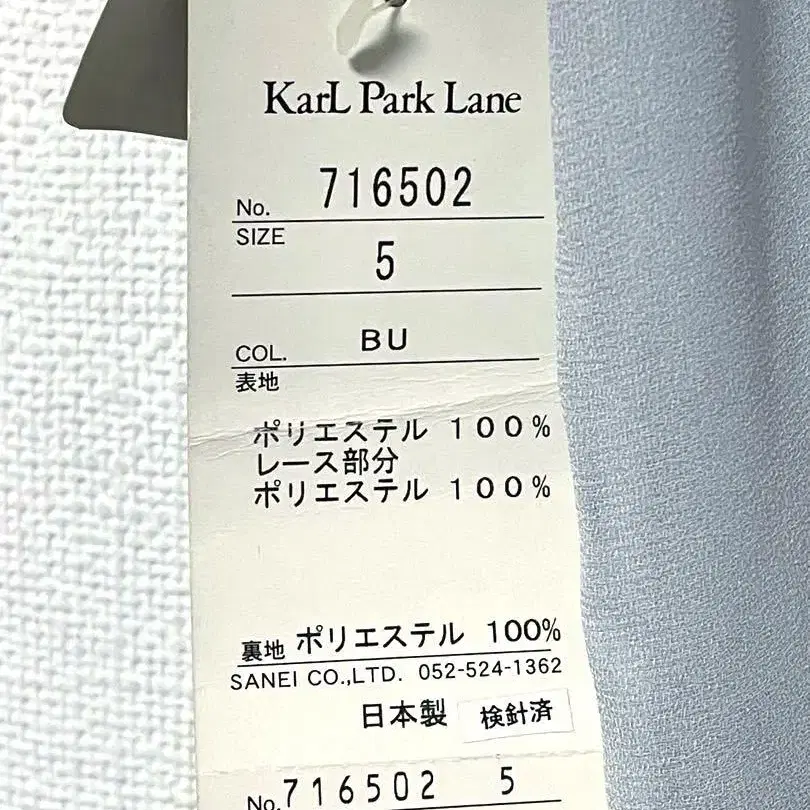 KarL Park Lane
No. 716502
SIZE
5
COL. BU
表地
ポリエステル 100%
レース部分
ポリエステル 100%
裏地 ポリエステル 100%
SANEI CO.,LTD. 052-524-1362
日本製 検針済
No.716502 5